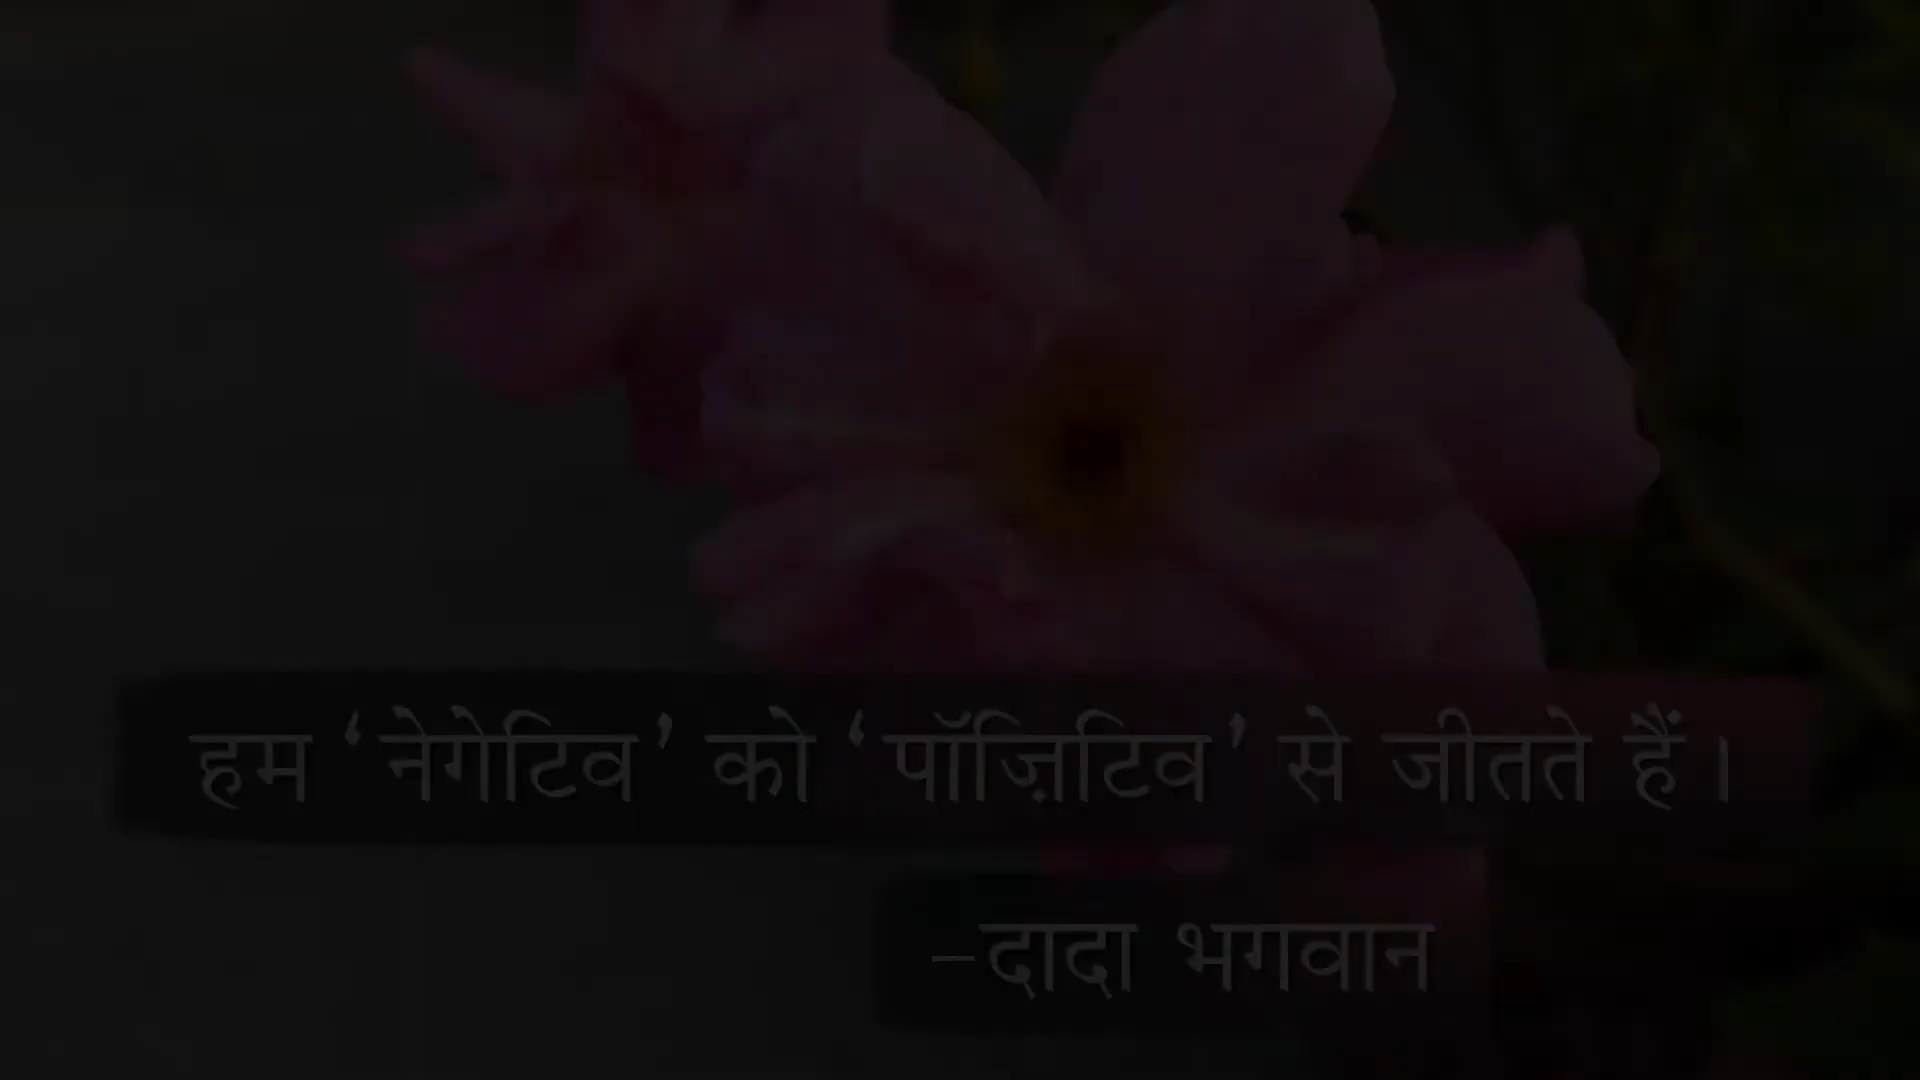 हम ‘नेगेटिव’ को ‘पॉज़िटिव’ से जीतते हैं।
–दादा भगवान